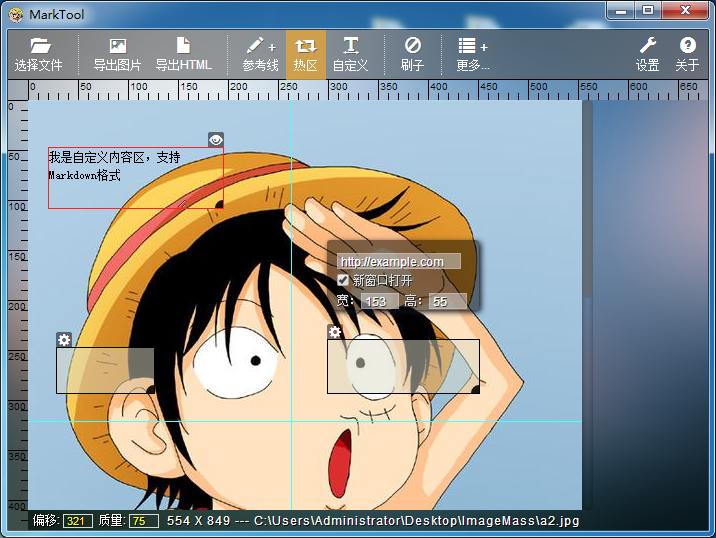 MarkTool
选择文件 导出图片 导出HTML 参考线 热区 自定义 刷子 更多... 设置 关于
0 50 100 150 200 250 300 350 400 450 500 550 600 650
0
50
100
150
200
250
300
350
400
我是自定义内容区，支持
Markdown格式
http://example.com
新窗口打开
宽: 153 高: 55
偏移: 321 质量: 75 554 X 849 --- C:\Users\Administrator\Desktop\ImageMass\a2.jpg